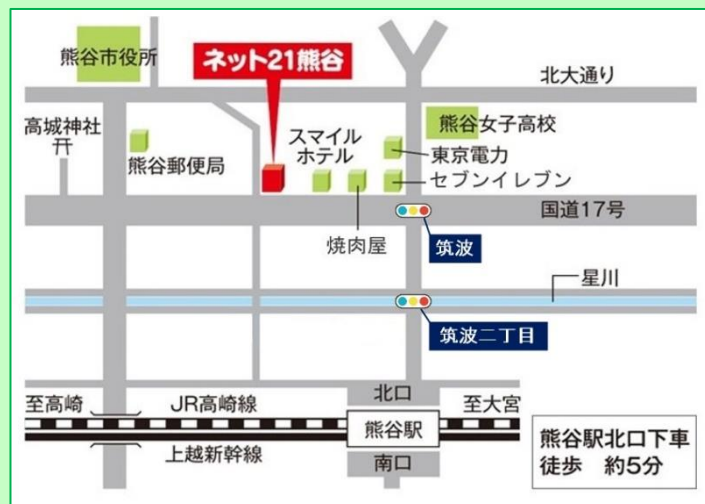 熊谷市役所
ネット21熊谷
北大通り
高城神社
熊谷郵便局
スマイル
ホテル
熊谷女子高校
東京電力
セブンイレブン
焼肉屋
国道17号
筑波
星川
筑波二丁目
北口
至高崎
JR高崎線
至大宮
熊谷駅
上越新幹線
南口
熊谷駅北口下車
徒歓 約5分